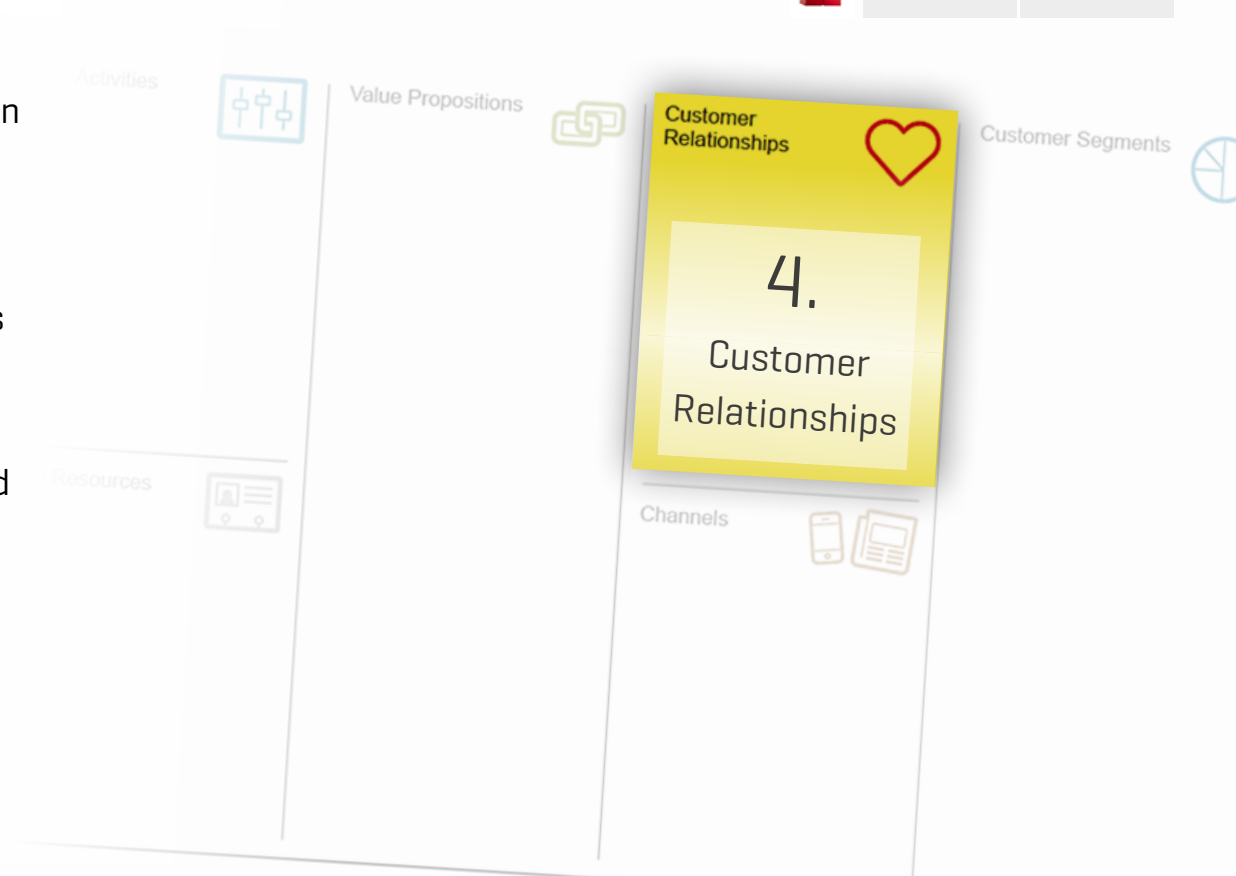 Activities
n
Value Propositions
Customer
Relationships
Customer Segments
4.
Customer
Relationships
s
d
Resources
Channels